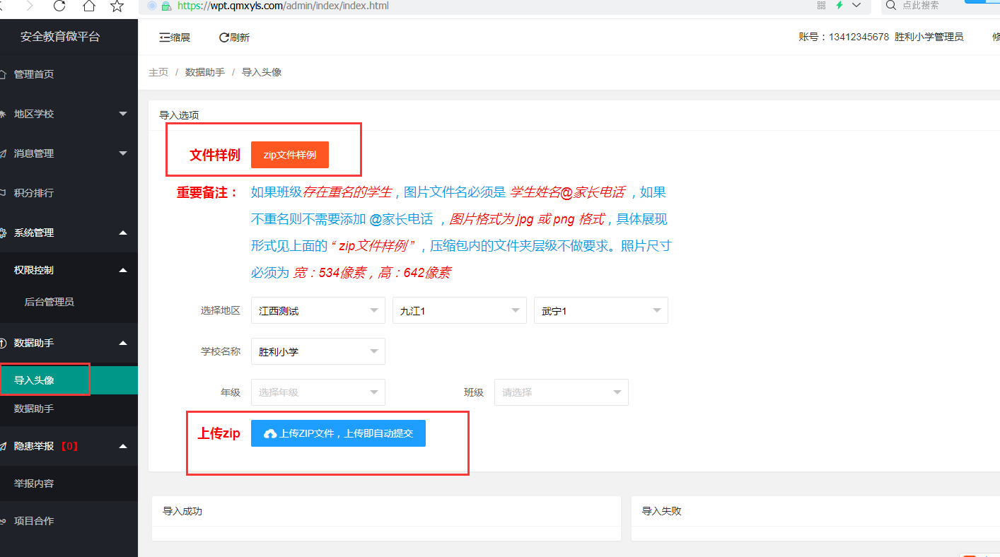 https://wpt.qmxyls.com/admin/index/index.html
点此搜索
安全教育微平台
缩展
刷新
账号：13412345678 胜利小学管理员
主页 / 数据助手 / 导入头像
管理首页
地区学校
消息管理
积分排行
系统管理
权限控制
后台管理员
数据助手
导入头像
数据助手
隐患举报 【0】
举报内容
项目合作
导入选项
文件样例 zip文件样例
重要备注： 如果班级存在重名的学生，图片文件名必须是 学生姓名@家长电话 ，如果
不重名则不需要添加 @家长电话 ，图片格式为 jpg 或 png 格式，具体展现
形式见上面的 “ zip文件样例 ” ，压缩包内的文件夹层级不做要求。照片尺寸
必须为 宽：534像素，高：642像素
选择地区 江西测试 九江1 武宁1
学校名称 胜利小学
年级 选择年级 班级 请选择
上传zip 上传ZIP文件，上传即自动提交
导入成功
导入失败